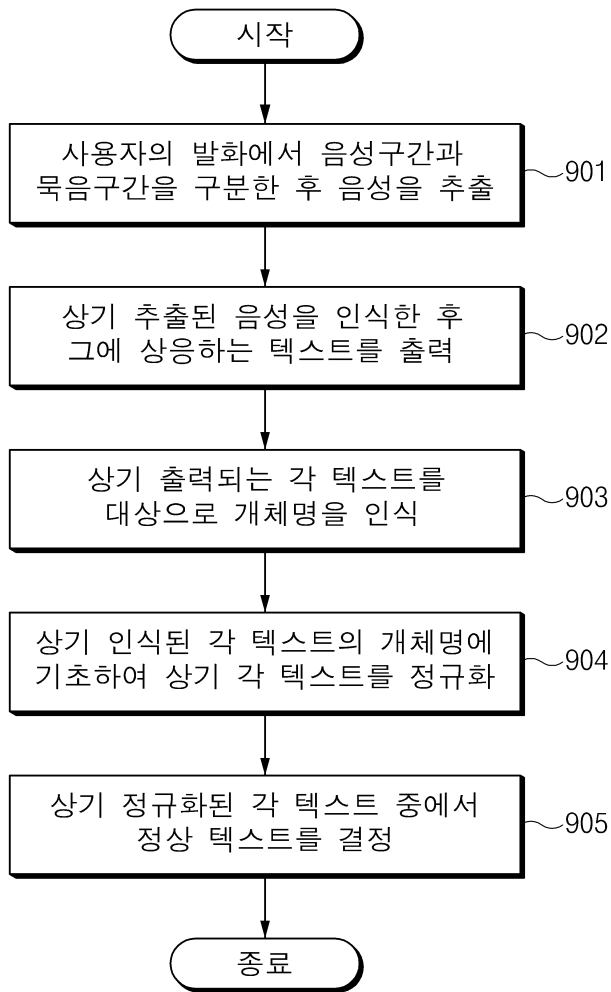 시작
사용자의 발화에서 음성구간과
묵음구간을 구분한 후 음성을 추출
901
상기 추출된 음성을 인식한 후
그에 상응하는 텍스트를 출력
902
상기 출력되는 각 텍스트를
대상으로 개체명을 인식
903
상기 인식된 각 텍스트의 개체명에
기초하여 상기 각 텍스트를 정규화
904
상기 정규화된 각 텍스트 중에서
정상 텍스트를 결정
905
종료